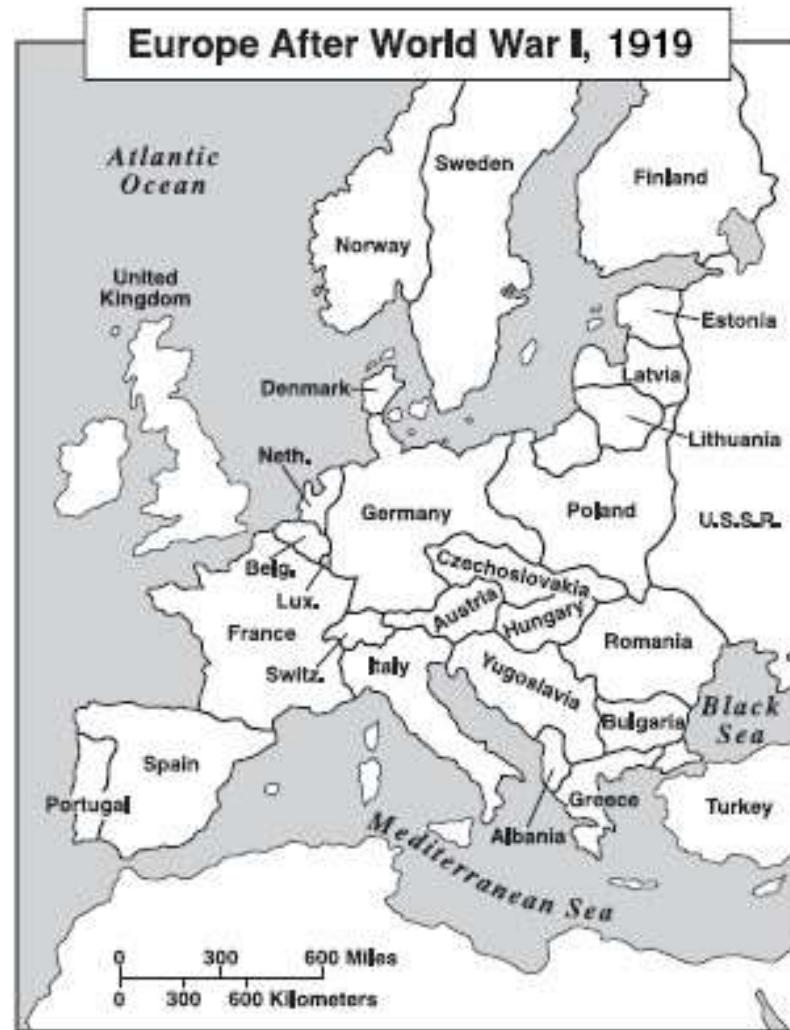 Europe After World War I, 1919
Atlantic
Ocean
Sweden
Finland
Norway
United
Kingdom
Estonia
Latvia
Denmark
Lithuania
Neth.
Germany
Poland
U.S.S.R.
Belg.
Czechoslovakia
Lux.
Austria
Hungary
France
Romania
Switz.
Italy
Yugoslavia
Black
Sea
Bulgaria
Spain
Portugal
Greece
Turkey
Albania
Mediterranean Sea
0 300 600 Miles
0 300 600 Kilometers